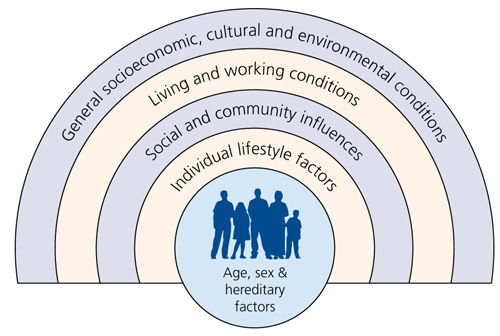 General socioeconomic, cultural and environmental conditions
Living and working conditions
Social and community influences
Individual lifestyle factors
Age, sex &
hereditary
factors